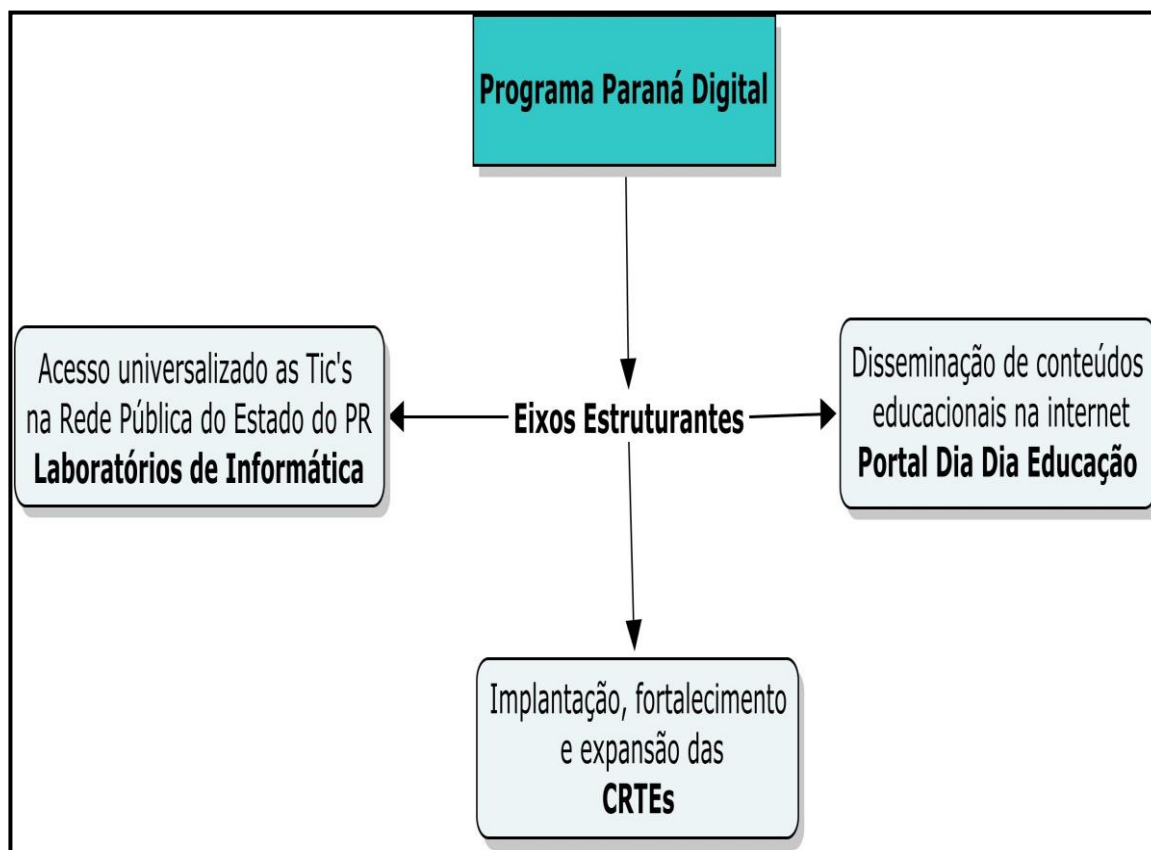 Programa Paraná Digital
Acesso universalizado as Tic's
na Rede Pública do Estado do PR
Laboratórios de Informática
Eixos Estruturantes
Disseminação de conteúdos
educacionais na internet
Portal Dia Dia Educação
Implantação, fortalecimento
e expansão das
CRTEs